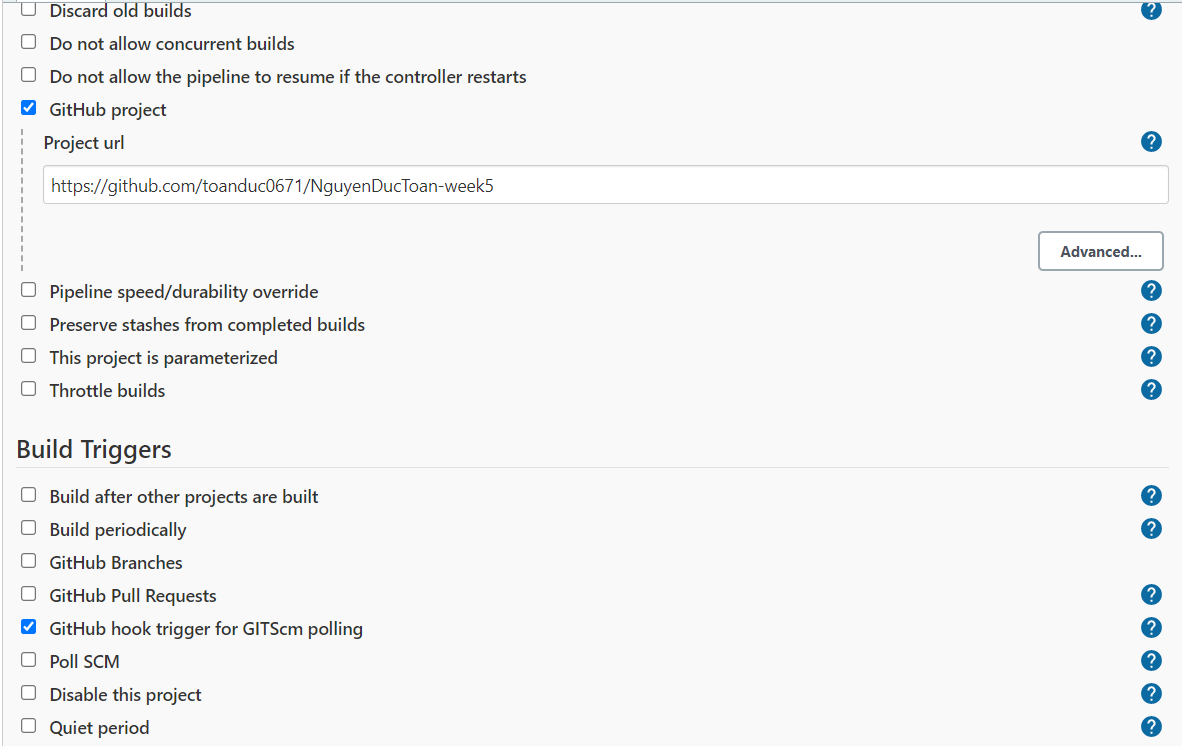 Discard old builds
?
Do not allow concurrent builds
Do not allow the pipeline to resume if the controller restarts
GitHub project
Project url
?
https://github.com/toanduc0671/NguyenDucToan-week5
Advanced...
Pipeline speed/durability override
?
Preserve stashes from completed builds
?
This project is parameterized
?
Throttle builds
?
Build Triggers
Build after other projects are built
?
Build periodically
?
GitHub Branches
GitHub Pull Requests
?
GitHub hook trigger for GITScm polling
?
Poll SCM
?
Disable this project
?
Quiet period
?